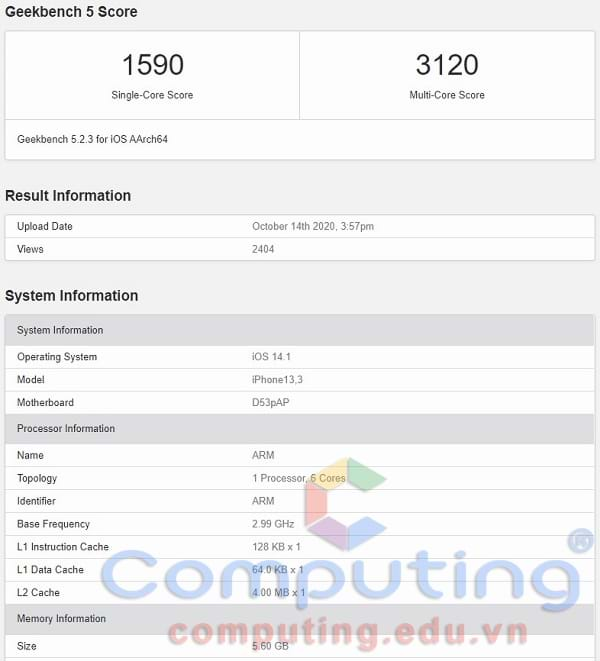 Geekbench 5 Score
1590
3120
Single-Core Score
Multi-Core Score
Geekbench 5.2.3 for iOS AArch64
Result Information
Upload Date October 14th 2020, 3:57pm
Views 2404
System Information
System Information
Operating System iOS 14.1
Model iPhone13,3
Motherboard D53pAP
Processor Information
Name ARM
Topology 1 Processor, 6 Cores
Identifier ARM
Base Frequency 2.99 GHz
L1 Instruction Cache 128 KB x 1
L1 Data Cache 64.0 KB x 1
L2 Cache 4.00 MB x 1
Computing ®
Memory Information
computing.edu.vn
Size 5.60 GB